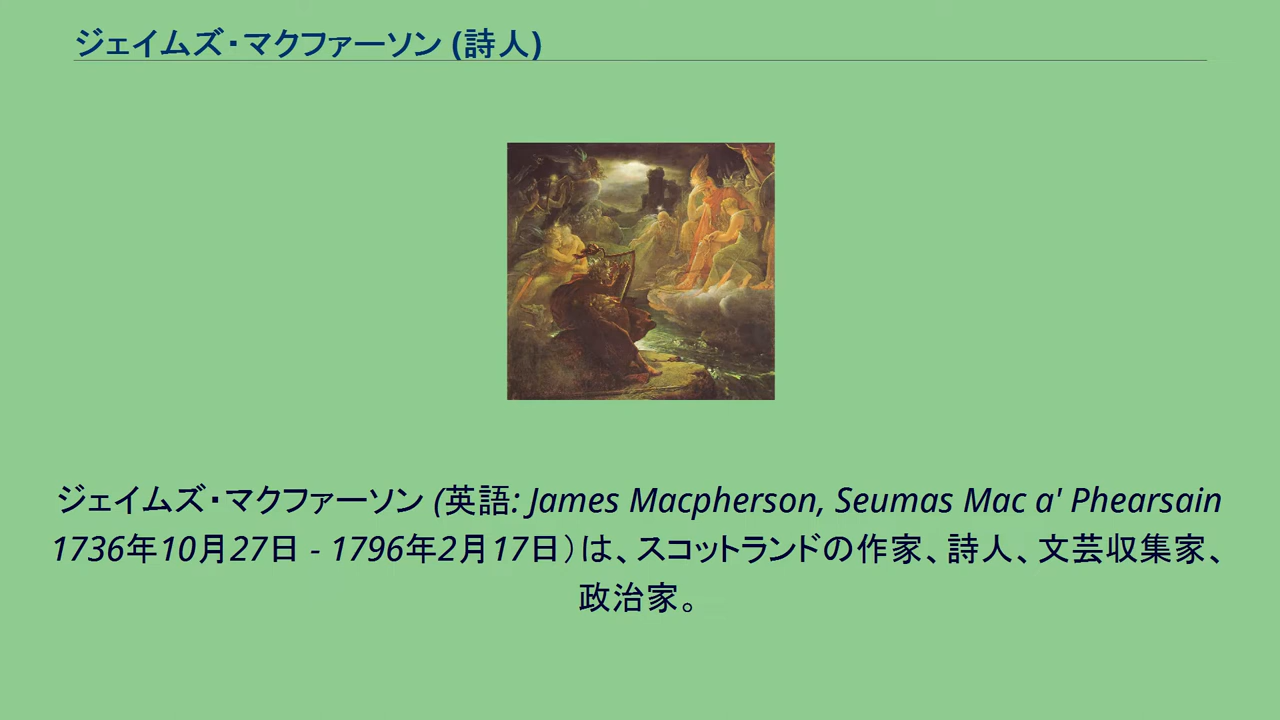 ジェイムズ・マクファーソン (詩人)
ジェイムズ・マクファーソン (英語: James Macpherson, Seumas Mac a' Phearsain
1736年10月27日 - 1796年2月17日）は、スコットランドの作家、詩人、文芸収集家、
政治家。